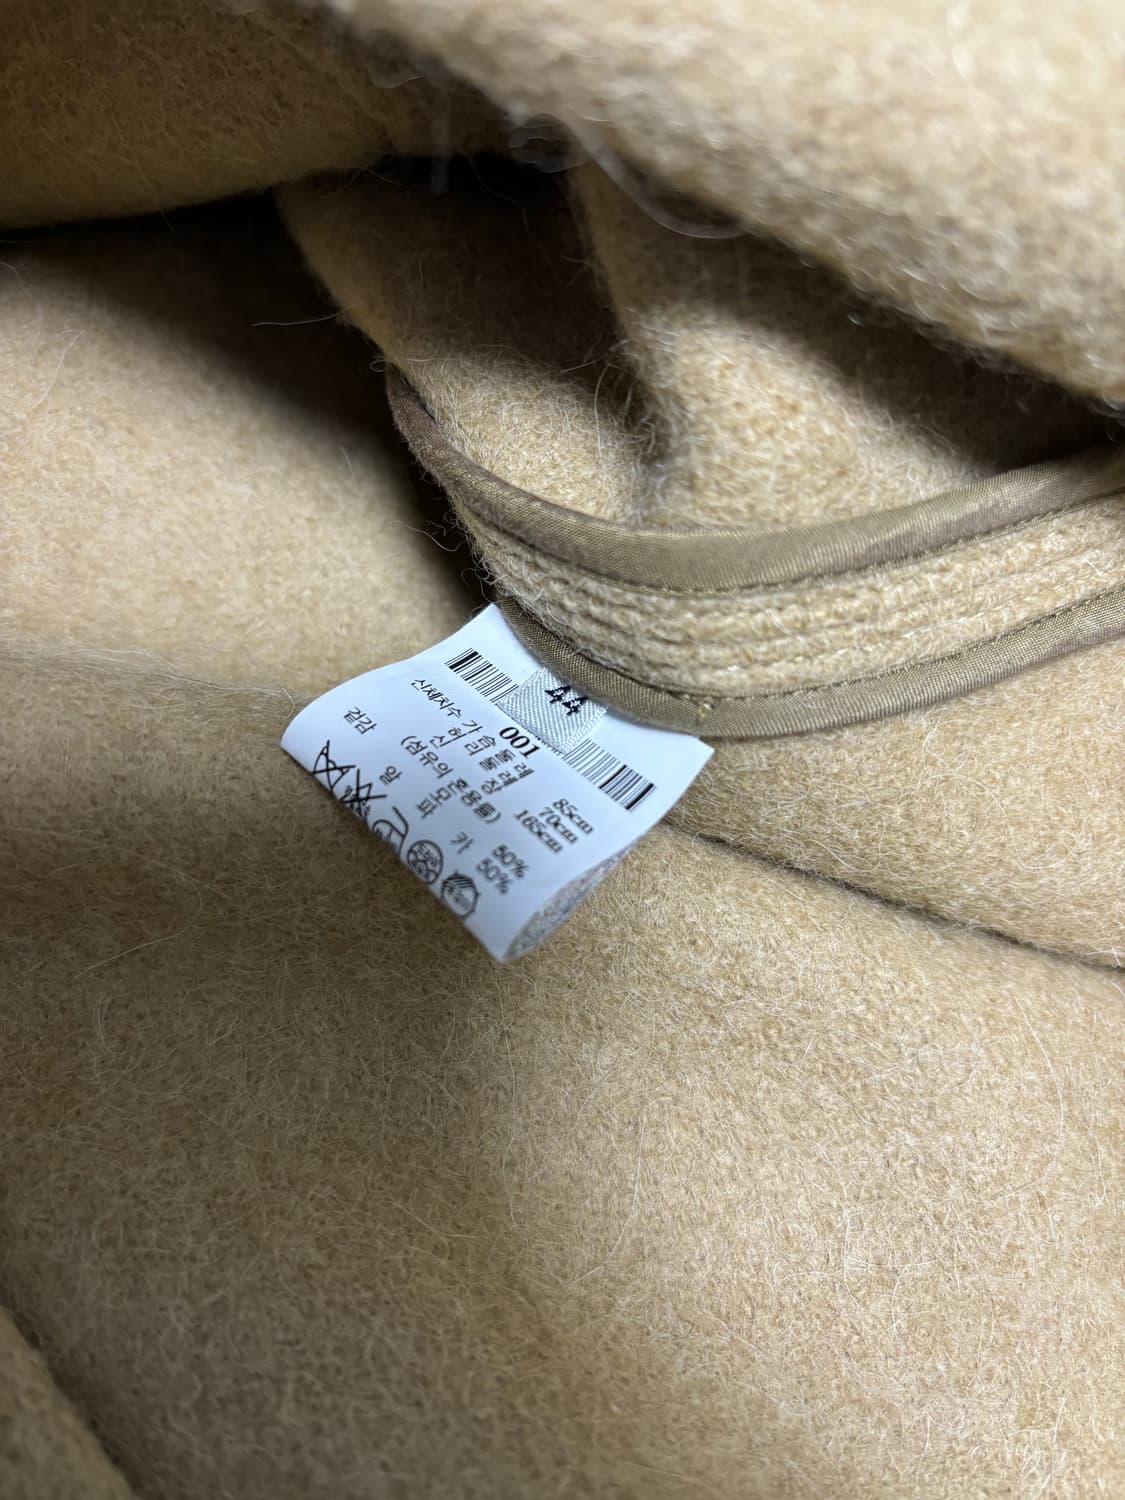 44
001
신체치수 가슴둘레 85cm
허리둘레 70cm
신장 165cm
(섬유의 혼용률)
겉감 모 50%
알파카 50%